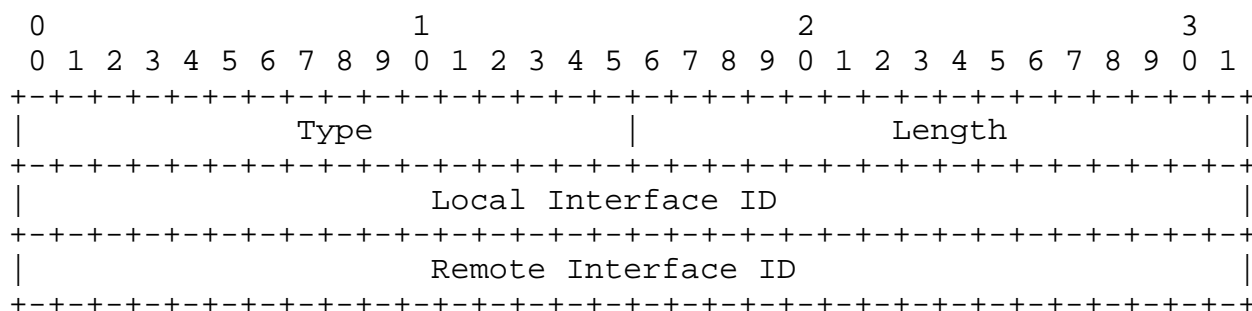 0                   1                   2                   3
 0 1 2 3 4 5 6 7 8 9 0 1 2 3 4 5 6 7 8 9 0 1 2 3 4 5 6 7 8 9 0 1
+-+-+-+-+-+-+-+-+-+-+-+-+-+-+-+-+-+-+-+-+-+-+-+-+-+-+-+-+-+-+-+-+
|              Type             |             Length            |
+-+-+-+-+-+-+-+-+-+-+-+-+-+-+-+-+-+-+-+-+-+-+-+-+-+-+-+-+-+-+-+-+
|                     Local Interface ID                        |
+-+-+-+-+-+-+-+-+-+-+-+-+-+-+-+-+-+-+-+-+-+-+-+-+-+-+-+-+-+-+-+-+
|                     Remote Interface ID                       |
+-+-+-+-+-+-+-+-+-+-+-+-+-+-+-+-+-+-+-+-+-+-+-+-+-+-+-+-+-+-+-+-+